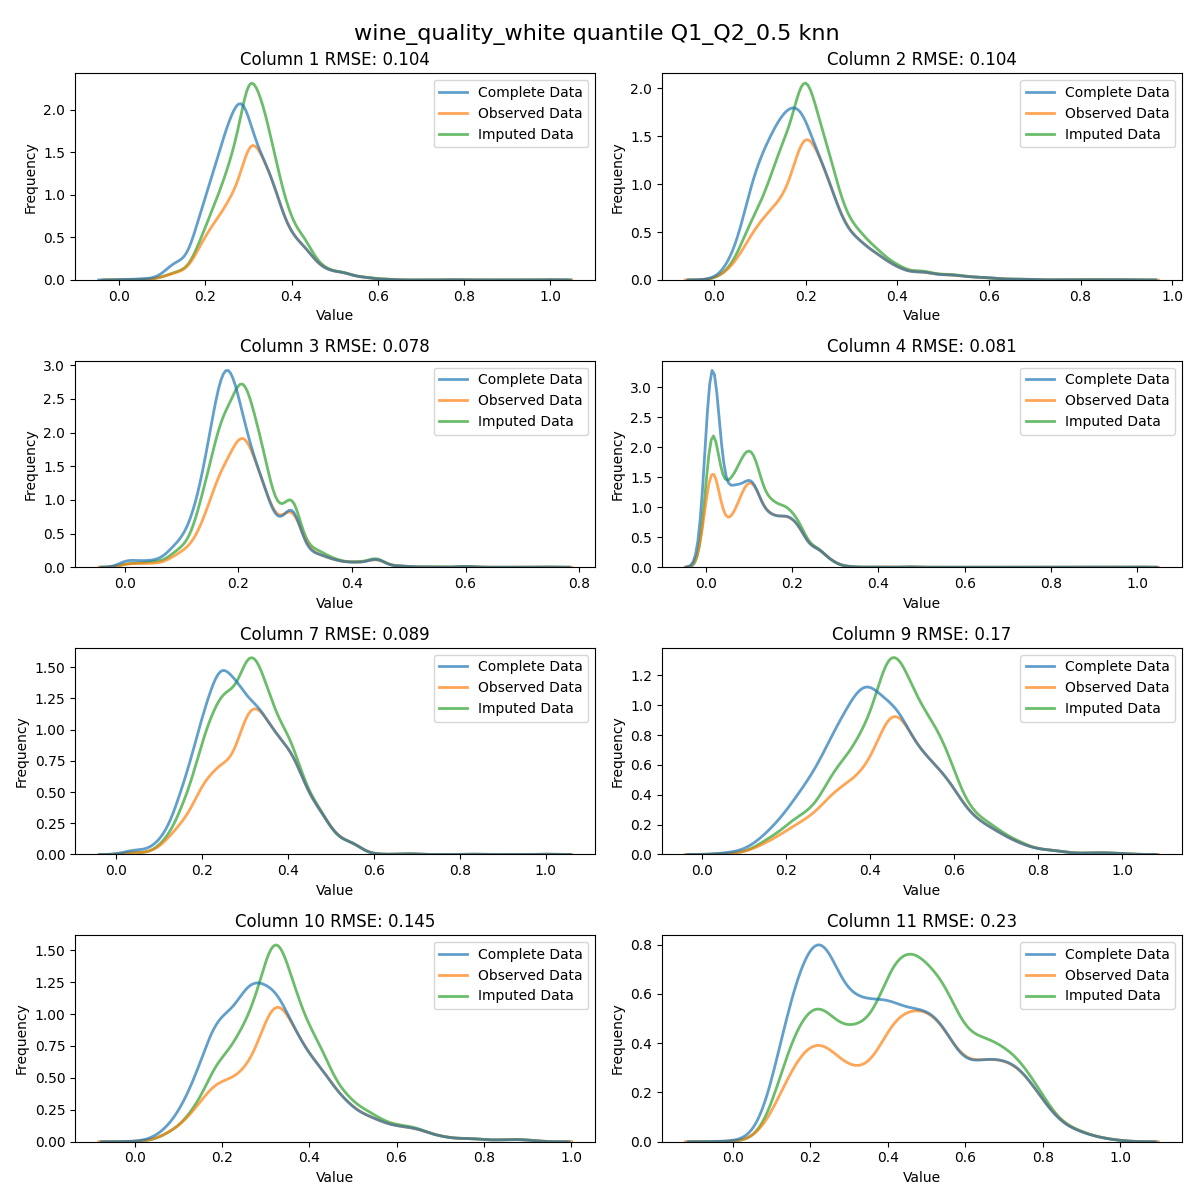 wine_quality_white quantile Q1_Q2_0.5 knn
Column 1 RMSE: 0.104
Frequency
2.0
1.5
1.0
0.5
0.0
Complete Data
Observed Data
Imputed Data
0.0 0.2 0.4 0.6 0.8 1.0
Value
Column 2 RMSE: 0.104
Frequency
2.0
1.5
1.0
0.5
0.0
Complete Data
Observed Data
Imputed Data
0.0 0.2 0.4 0.6 0.8 1.0
Value
Column 3 RMSE: 0.078
Frequency
3.0
2.5
2.0
1.5
1.0
0.5
0.0
Complete Data
Observed Data
Imputed Data
0.0 0.2 0.4 0.6 0.8
Value
Column 4 RMSE: 0.081
Frequency
3.0
2.5
2.0
1.5
1.0
0.5
0.0
Complete Data
Observed Data
Imputed Data
0.0 0.2 0.4 0.6 0.8 1.0
Value
Column 7 RMSE: 0.089
Frequency
1.50
1.25
1.00
0.75
0.50
0.25
0.00
Complete Data
Observed Data
Imputed Data
0.0 0.2 0.4 0.6 0.8 1.0
Value
Column 9 RMSE: 0.17
Frequency
1.2
1.0
0.8
0.6
0.4
0.2
0.0
Complete Data
Observed Data
Imputed Data
0.0 0.2 0.4 0.6 0.8 1.0
Value
Column 10 RMSE: 0.145
Frequency
1.50
1.25
1.00
0.75
0.50
0.25
0.00
Complete Data
Observed Data
Imputed Data
0.0 0.2 0.4 0.6 0.8 1.0
Value
Column 11 RMSE: 0.23
Frequency
0.8
0.6
0.4
0.2
0.0
Complete Data
Observed Data
Imputed Data
0.0 0.2 0.4 0.6 0.8 1.0
Value